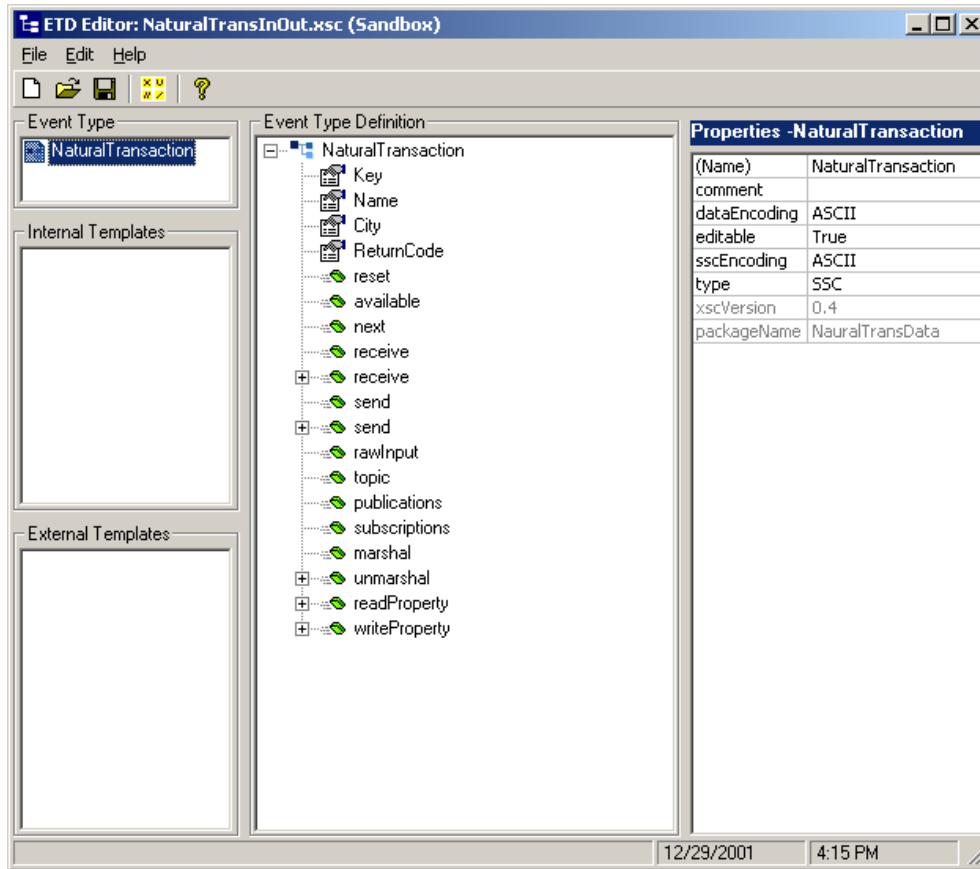 ETD Editor: NaturalTransInOut.xsc (Sandbox)
File Edit Help
Event Type
NaturalTransaction
Internal Templates
External Templates
Event Type Definition
NaturalTransaction
Key
Name
City
ReturnCode
reset
available
next
receive
receive
send
send
rawInput
topic
publications
subscriptions
marshal
unmarshal
readProperty
writeProperty
Properties -NaturalTransaction
(Name) NaturalTransaction
comment
dataEncoding ASCII
editable True
sscEncoding ASCII
type SSC
xscVersion 0.4
packageName NauralTransData
12/29/2001 4:15 PM